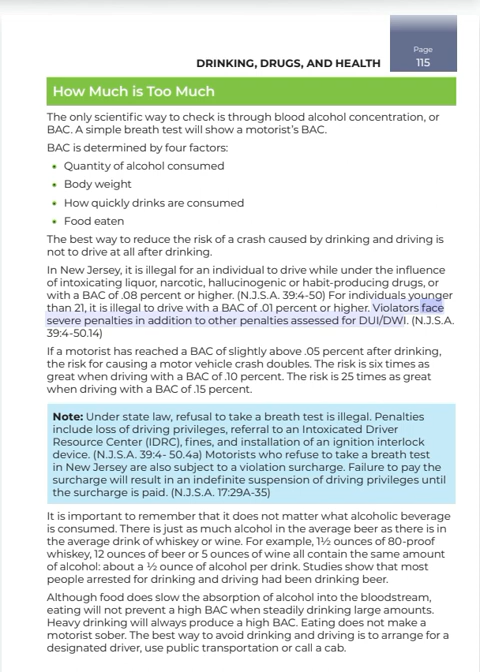 Page
115
DRINKING, DRUGS, AND HEALTH
How Much is Too Much
The only scientific way to check is through blood alcohol concentration, or
BAC. A simple breath test will show a motorist's BAC.
BAC is determined by four factors:
• Quantity of alcohol consumed
• Body weight
• How quickly drinks are consumed
• Food eaten
The best way to reduce the risk of a crash caused by drinking and driving is
not to drive at all after drinking.
In New Jersey, it is illegal for an individual to drive while under the influence
of intoxicating liquor, narcotic, hallucinogenic or habit-producing drugs, or
with a BAC of .08 percent or higher. (N.J.S.A. 39:4-50) For individuals younger
than 21, it is illegal to drive with a BAC of .01 percent or higher. Violators face
severe penalties in addition to other penalties assessed for DUI/DWI. (N.J.S.A.
39:4-50.14)
If a motorist has reached a BAC of slightly above .05 percent after drinking,
the risk for causing a motor vehicle crash doubles. The risk is six times as
great when driving with a BAC of .10 percent. The risk is 25 times as great
when driving with a BAC of .15 percent.
Note: Under state law, refusal to take a breath test is illegal. Penalties
include loss of driving privileges, referral to an Intoxicated Driver
Resource Center (IDRC), fines, and installation of an ignition interlock
device. (N.J.S.A. 39:4- 50.4a) Motorists who refuse to take a breath test
in New Jersey are also subject to a violation surcharge. Failure to pay the
surcharge will result in an indefinite suspension of driving privileges until
the surcharge is paid. (N.J.S.A. 17:29A-35)
It is important to remember that it does not matter what alcoholic beverage
is consumed. There is just as much alcohol in the average beer as there is in
the average drink of whiskey or wine. For example, 1½ ounces of 80-proof
whiskey, 12 ounces of beer or 5 ounces of wine all contain the same amount
of alcohol: about a ½ ounce of alcohol per drink. Studies show that most
people arrested for drinking and driving had been drinking beer.
Although food does slow the absorption of alcohol into the bloodstream,
eating will not prevent a high BAC when steadily drinking large amounts.
Heavy drinking will always produce a high BAC. Eating does not make a
motorist sober. The best way to avoid drinking and driving is to arrange for a
designated driver, use public transportation or call a cab.